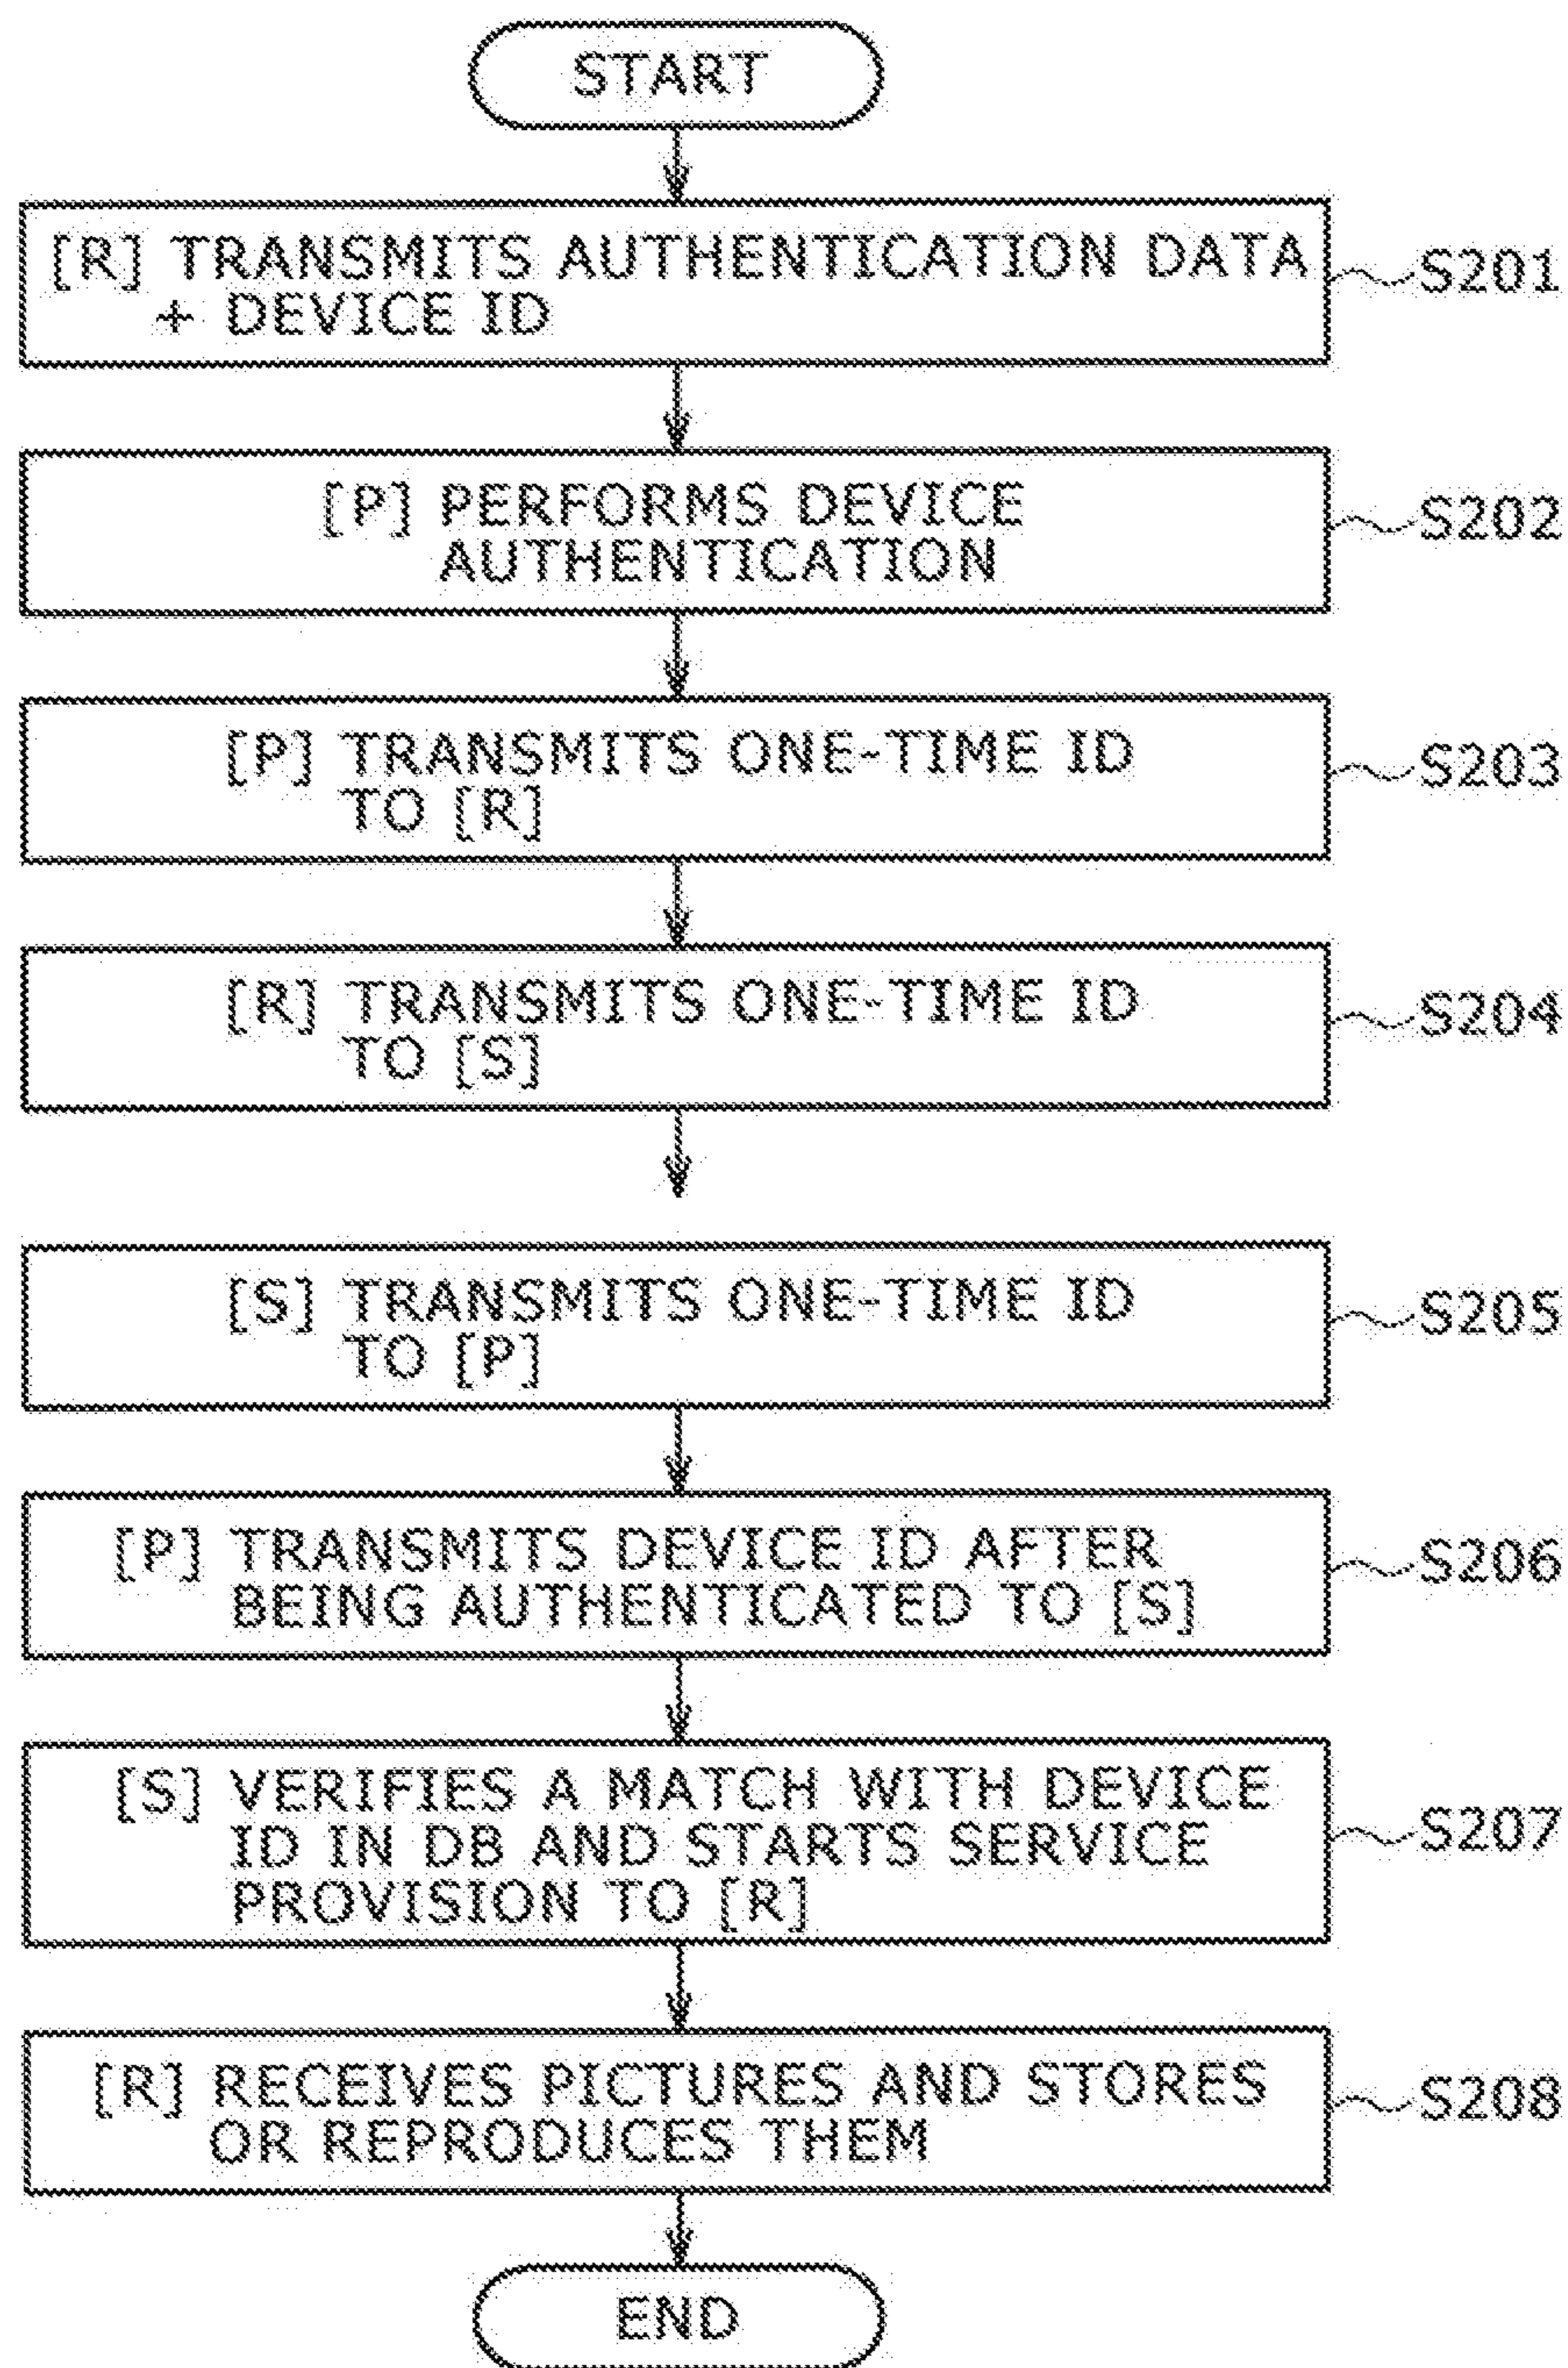 START
[R] TRANSMITS AUTHENTICATION DATA
+ DEVICE ID
S201
[P] PERFORMS DEVICE
AUTHENTICATION
S202
[P] TRANSMITS ONE-TIME ID
TO [R]
S203
[R] TRANSMITS ONE-TIME ID
TO [S]
S204
[S] TRANSMITS ONE-TIME ID
TO [P]
S205
[P] TRANSMITS DEVICE ID AFTER
BEING AUTHENTICATED TO [S]
S206
[S] VERIFIES A MATCH WITH DEVICE
ID IN DB AND STARTS SERVICE
PROVISION TO [R]
S207
[R] RECEIVES PICTURES AND STORES
OR REPRODUCES THEM
S208
END